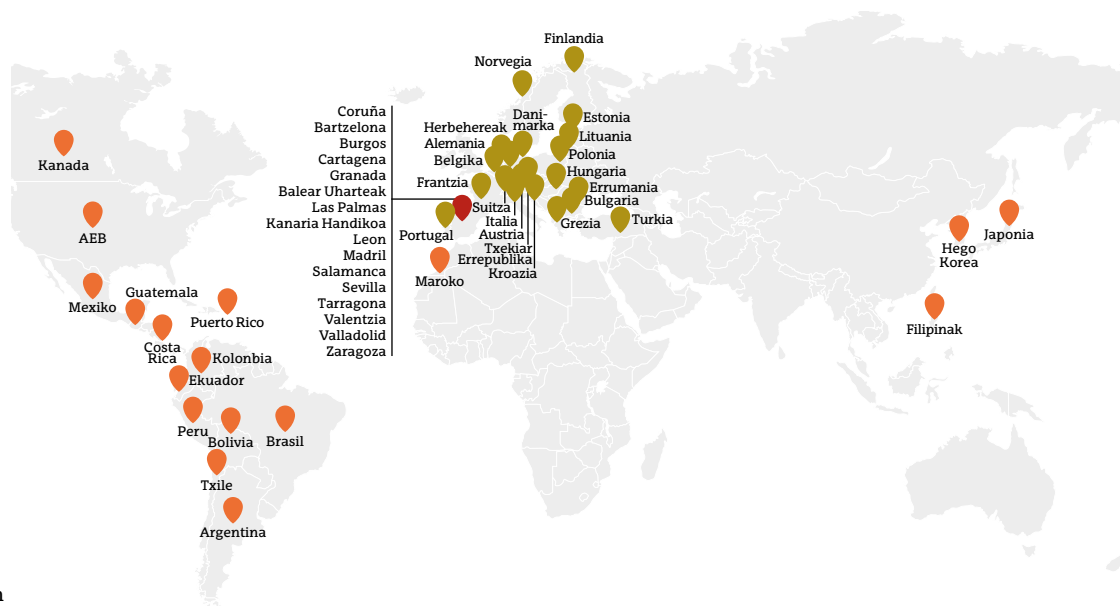 Finlandia
Norvegia
Coruña
Bartzelona
Burgos
Cartagena
Granada
Balear Uharteak
Las Palmas
Kanaria Handikoa
Leon
Madril
Salamanca
Sevilla
Tarragona
Valentzia
Valladolid
Zaragoza
Dani-
marka
Herbehereak
Alemania
Belgika
Frantzia
Estonia
Lituania
Polonia
Hungaria
Errumania
Bulgaria
Grezia
Turkia
Suitza
Italia
Austria
Txekiar
Errepublika
Kroazia
Portugal
Maroko
Kanada
AEB
Mexiko
Guatemala
Puerto Rico
Costa
Rica
Kolonbia
Ekuador
Peru
Bolivia
Brasil
Txile
Argentina
Hego
Korea
Japonia
Filipinak